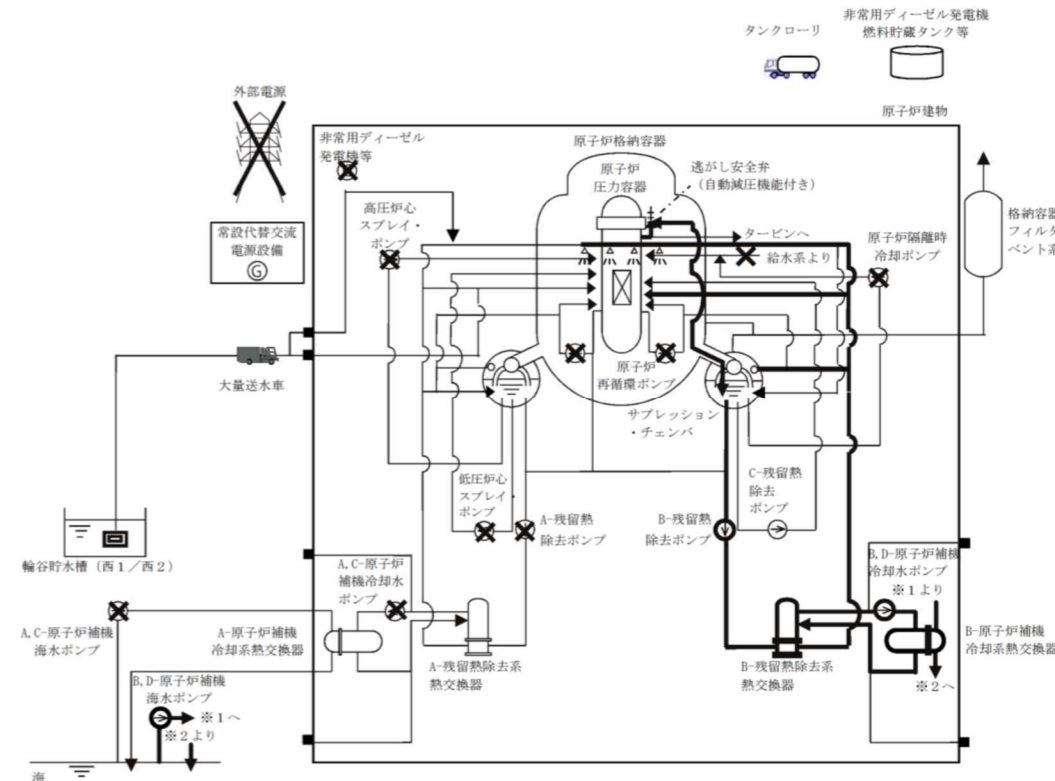 非常用ディーゼル発電機
燃料貯蔵タンク等
タンクローリ
原子炉建物
外部電源
非常用ディーゼル
発電機等
原子炉格納容器
原子炉
圧力容器
逃がし安全弁
(自動減圧機能付き)
高圧炉心
スプレイ・
ポンプ
常設代替交流
電源設備
G
タービンへ
給水系より
原子炉隔離時
冷却ポンプ
格納容器
フィルタ
ベント系
大量送水車
原子炉
再循環ポンプ
サプレッション
・チェンバ
低圧炉心
スプレイ・
ポンプ
A-残留熱
除去ポンプ
B-残留熱
除去ポンプ
C-残留熱
除去
ポンプ
輪谷貯水槽(西1/西2)
A,C-原子炉
補機冷却水
ポンプ
B,D-原子炉補機
冷却水ポンプ
※1より
A,C-原子炉補機
海水ポンプ
A-原子炉補機
冷却系熱交換器
A-残留熱除去系
熱交換器
B-残留熱除去系
熱交換器
B-原子炉補機
冷却系熱交換器
※2へ
B,D-原子炉補機
海水ポンプ
※1へ
※2より
海